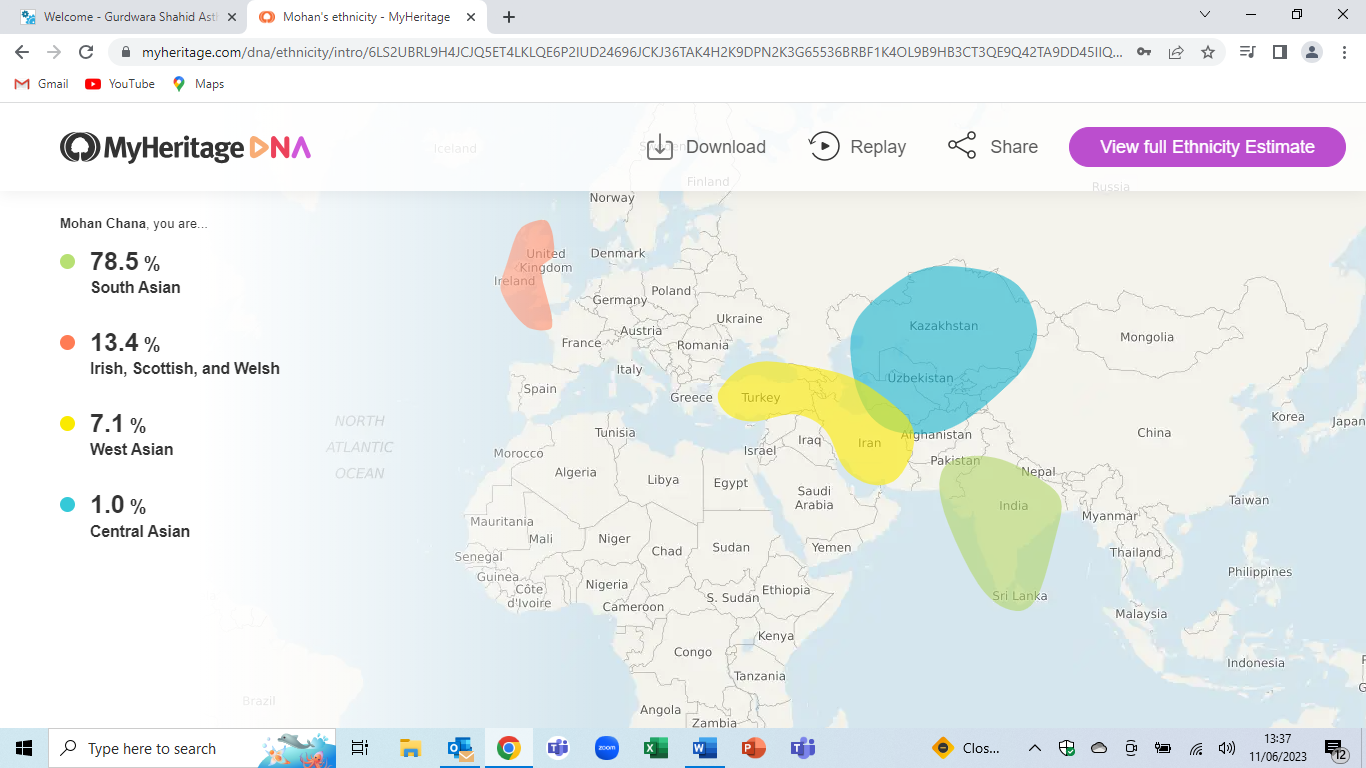 Welcome - Gurdwara Shahid Asth
Mohan's ethnicity - MyHeritage
myheritage.com/dna/ethnicity/intro/6LS2UBRL9H4JCJQ5ET4LKLQE6P2IUD24696JCKJ36TAK4H2K9DPN2K3G65536BRBF1K4OL9B9HB3CT3QE9Q42TA9DD45IIQ...
Gmail
YouTube
Maps
MyHeritage DNA
Download
Replay
Share
View full Ethnicity Estimate
Mohan Chana, you are...
78.5 %
South Asian
13.4 %
Irish, Scottish, and Welsh
7.1 %
West Asian
1.0 %
Central Asian
Iceland
Sweden
Finland
Russia
Norway
United
Kingdom
Denmark
Ireland
Poland
Germany
Ukraine
Austria
France
Romania
Italy
Spain
Greece
Turkey
Kazakhstan
Uzbekistan
Mongolia
NORTH
ATLANTIC
OCEAN
Tunisia
Morocco
Iraq
Iran
Israel
Afghanistan
China
Korea
Japan
Algeria
Libya
Egypt
Pakistan
Nepal
Saudi
Arabia
India
Taiwan
Myanmar
Mauritania
Mali
Niger
Chad
Sudan
Yemen
Thailand
Senegal
Guinea
Côte
d'Ivoire
Nigeria
Cameroon
S. Sudan
Ethiopia
Sri Lanka
Philippines
Malaysia
Kenya
Congo
Indonesia
Tanzania
Brazil
Angola
Zambia
P
G
Type here to search
zoom
Clos...
13:37
11/06/2023
12